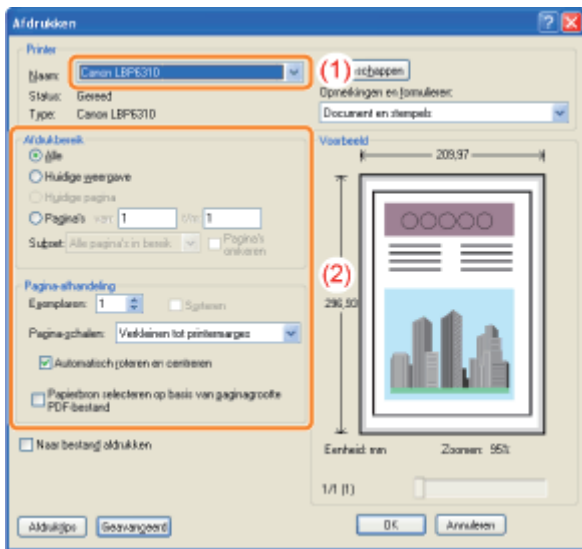 Afdrukken
Printer
Naam: Canon LBP6310
(1)
schappen
Status: Gereed
Opmerkingen en formulieren:
Type: Canon LBP6310
Document en stempels
Afdrukbereik
Voorbeeld
Alle
209,97
Huidige weergave
Huidige pagina
Pagina's van: 1 t/m: 1
Subset: Alle pagina's in bereik
Pagina's omkeren
(2)
Pagina-afhandeling
296,93
Exemplaren: 1
Sorteren
Pagina-schalen: Verkleinen tot printermarges
Automatisch roteren en centreren
Papierbron selecteren op basis van paginagrootte
PDF-bestand
Naar bestand afdrukken
Eenheid: mm
Zoomen: 95%
1/1 (1)
Afdruktips
Geavanceerd
OK
Annuleren